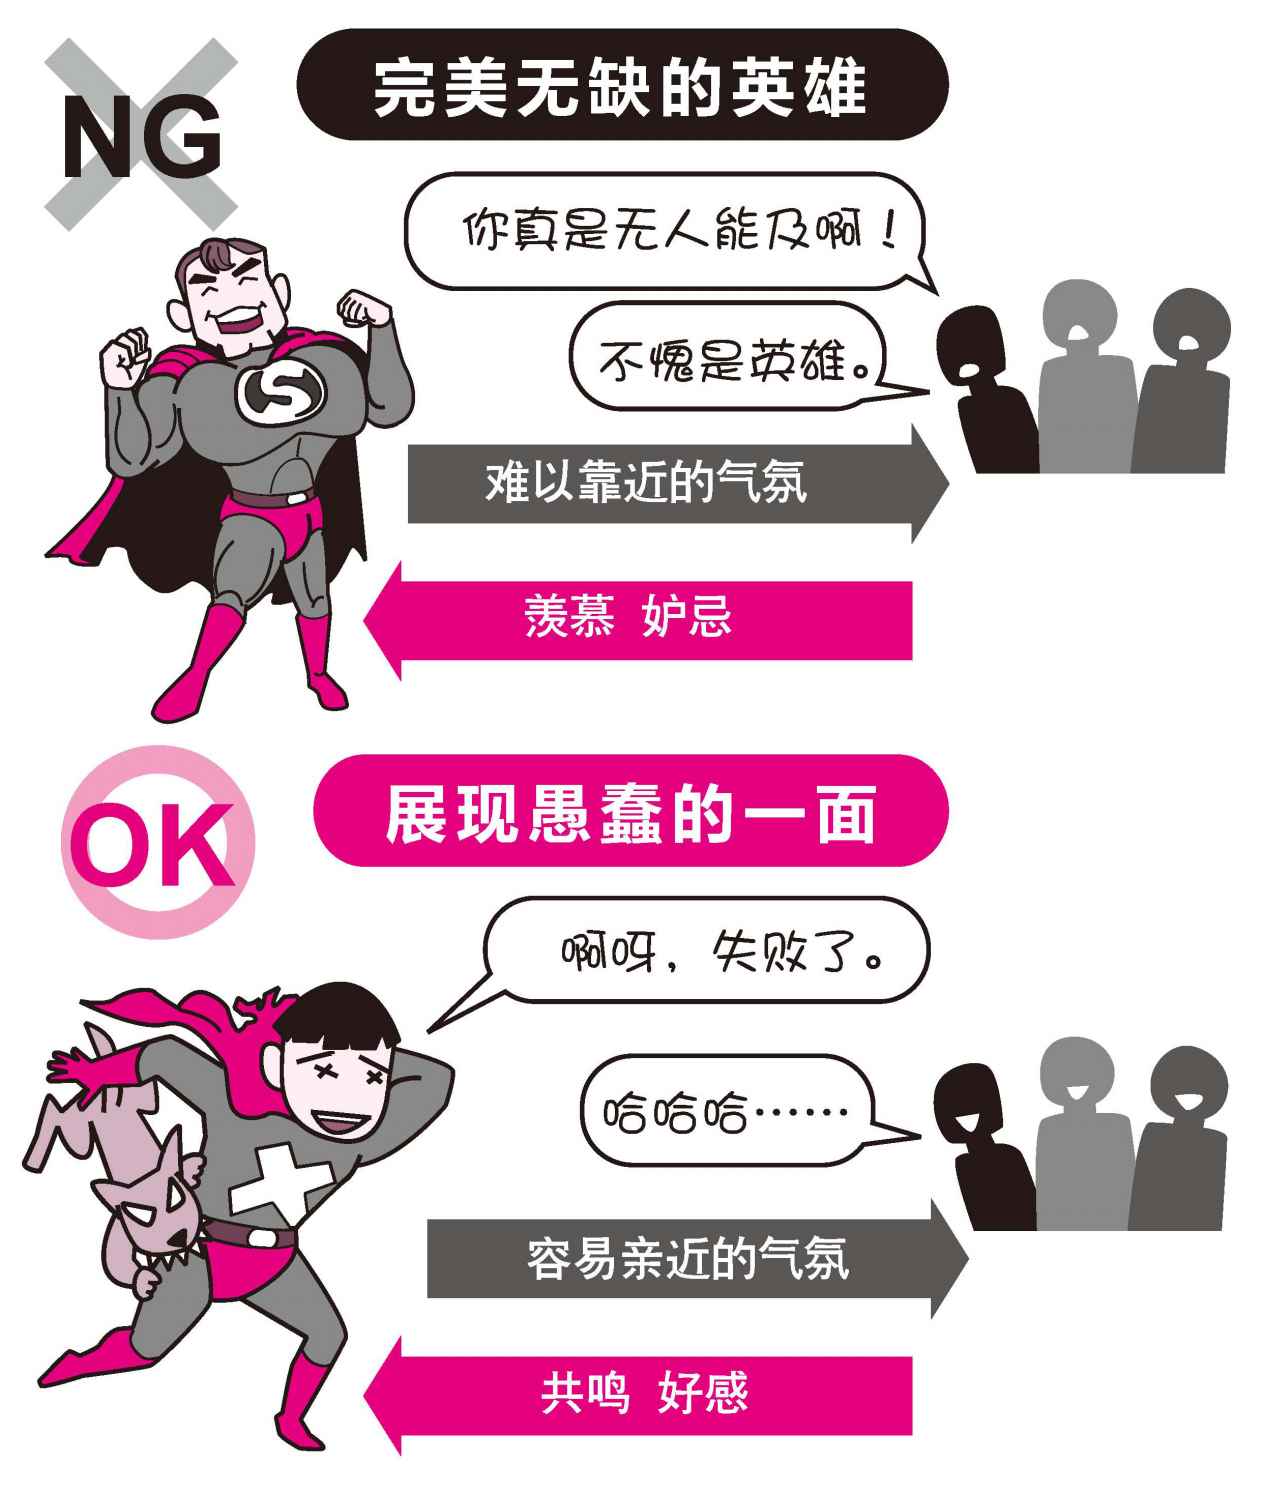 NG
完美无缺的英雄
你真是无人能及啊！
不愧是英雄。
S
难以靠近的气氛
羡慕 妒忌
OK
展现愚蠢的一面
啊呀，失败了。
哈哈哈……
容易亲近的气氛
共鸣 好感